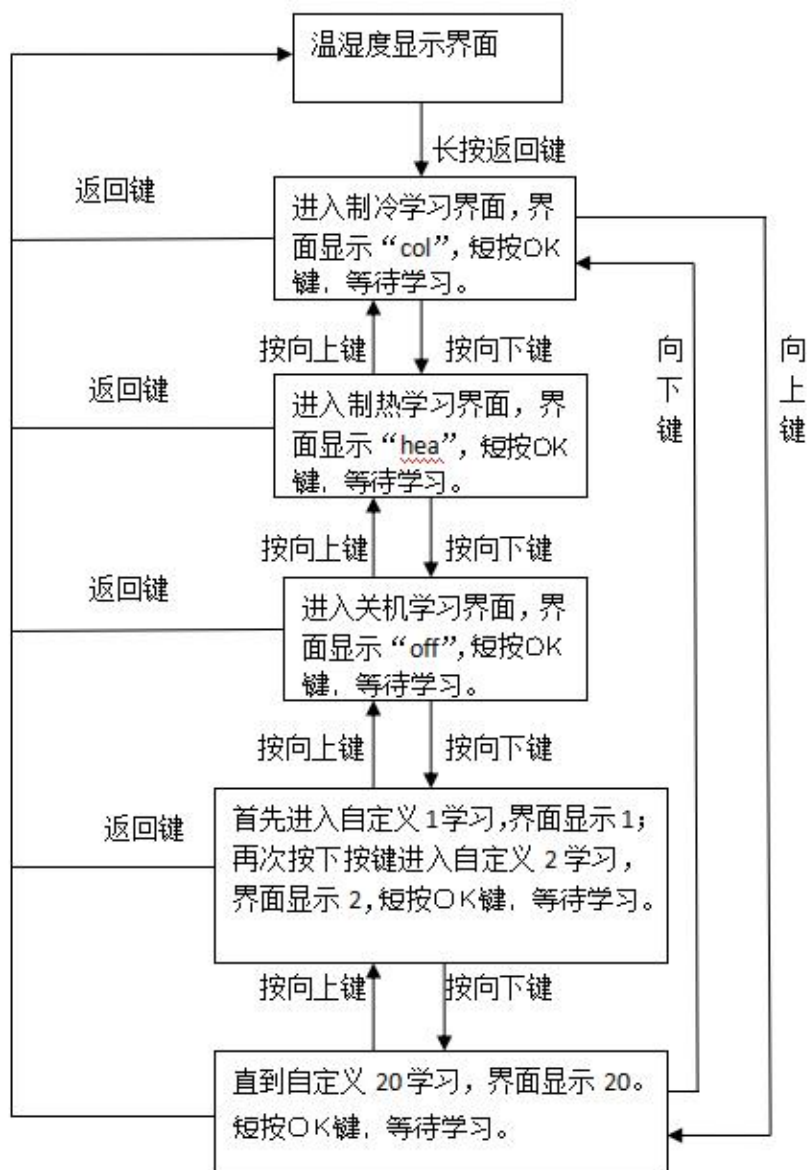 温湿度显示界面
长按返回键
返回键
进入制冷学习界面，界
面显示“col”，短按OK
键，等待学习。
按向上键
按向下键
向下键
向上键
返回键
进入制热学习界面，界
面显示“hea”，短按OK
键，等待学习。
按向上键
按向下键
返回键
进入关机学习界面，界
面显示“off”，短按OK
键，等待学习。
按向上键
按向下键
返回键
首先进入自定义1学习，界面显示1；
再次按下按键进入自定义 2 学习，
界面显示 2，短按OK键，等待学习。
按向上键
按向下键
直到自定义 20 学习，界面显示 20。
短按OK键，等待学习。